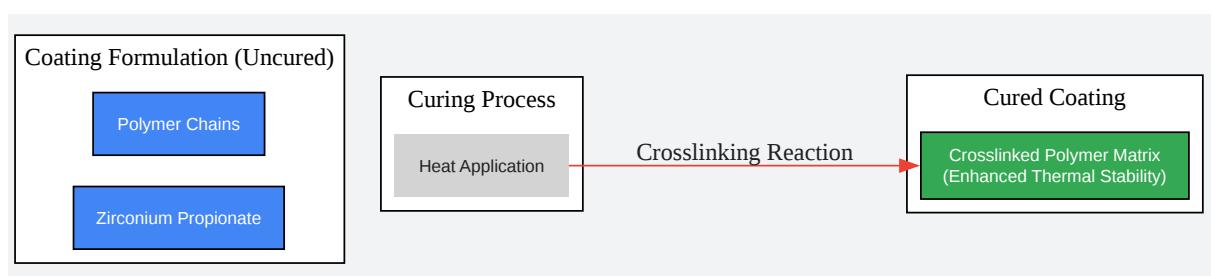 Coating Formulation (Uncured)
Polymer Chains
Zirconium Propionate
Curing Process
Heat Application
Crosslinking Reaction
Cured Coating
Crosslinked Polymer Matrix
(Enhanced Thermal Stability)